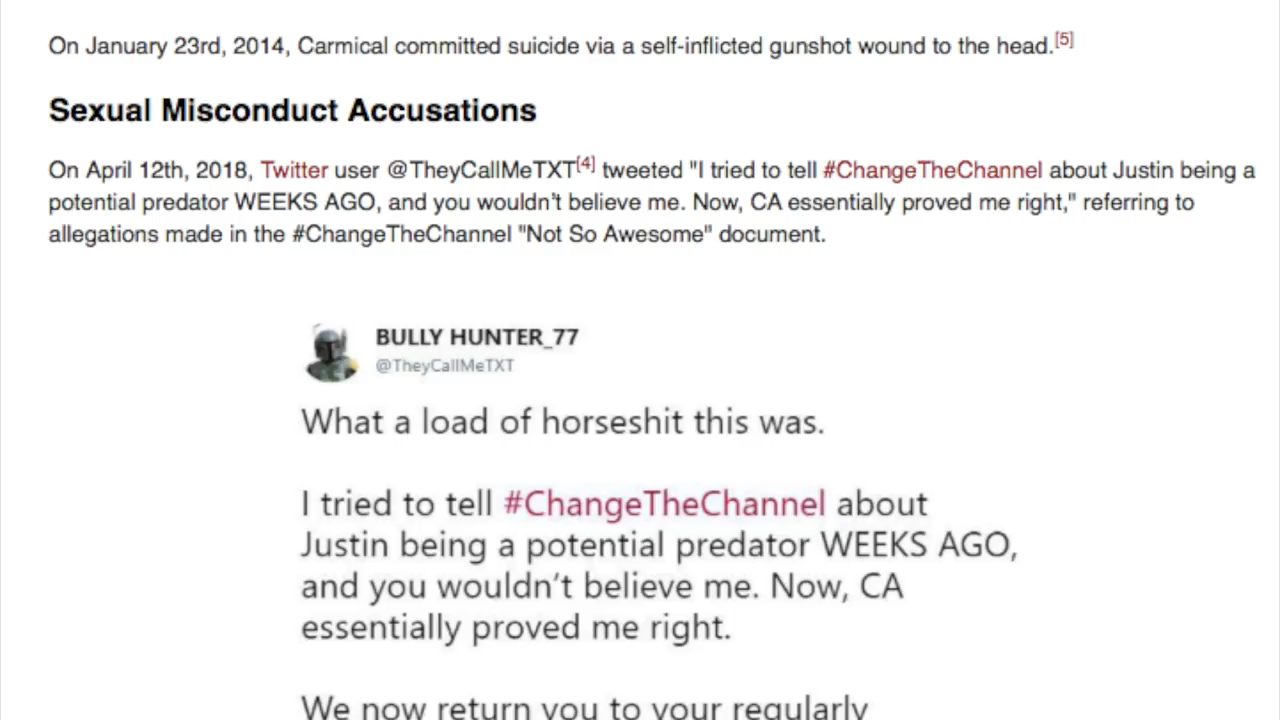 On January 23rd, 2014, Carmical committed suicide via a self-inflicted gunshot wound to the head.[5]
Sexual Misconduct Accusations
On April 12th, 2018, Twitter user @TheyCallMeTXT[4] tweeted "I tried to tell #ChangeTheChannel about Justin being a
potential predator WEEKS AGO, and you wouldn't believe me. Now, CA essentially proved me right," referring to
allegations made in the #ChangeTheChannel "Not So Awesome" document.
BULLY HUNTER_77
@TheyCallMeTXT
What a load of horseshit this was.
I tried to tell #ChangeTheChannel about
Justin being a potential predator WEEKS AGO,
and you wouldn't believe me. Now, CA
essentially proved me right.
We now return you to your regularly